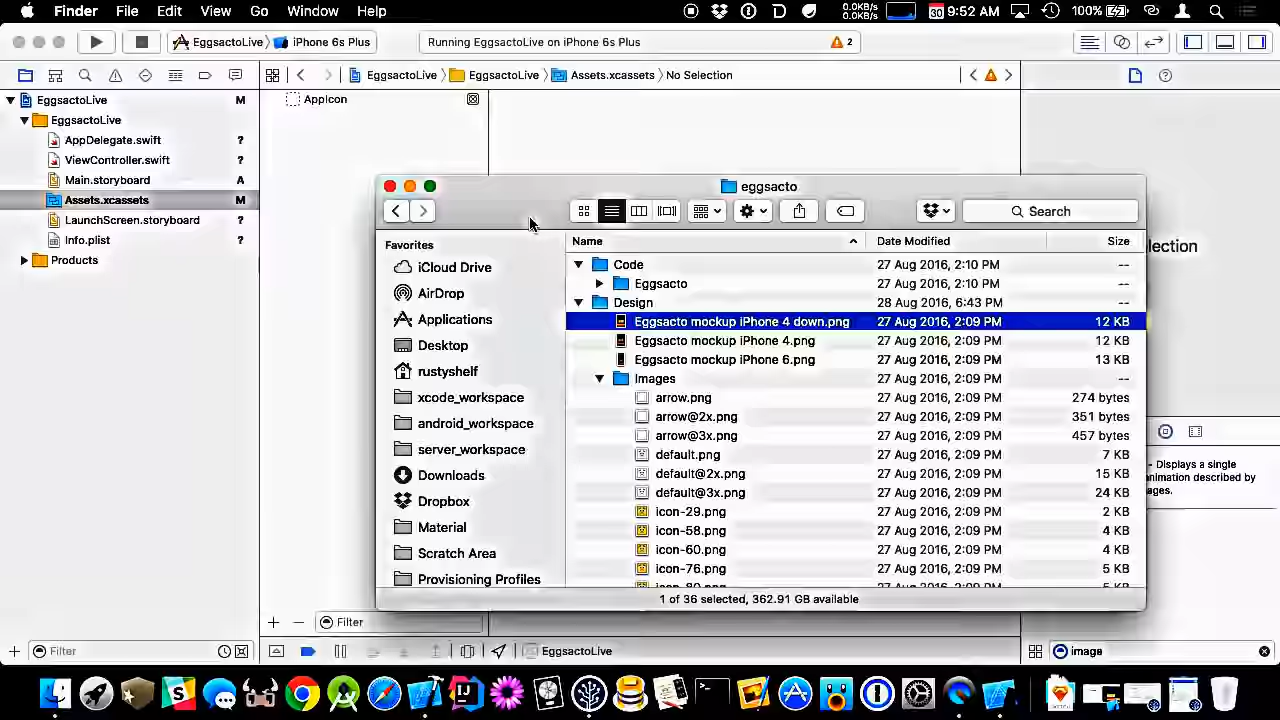 Finder File Edit View Go Window Help 0.0KB/s 0.0KB/s 30 9:52 AM 100%
EggsactoLive iPhone 6s Plus Running EggsactoLive on iPhone 6s Plus 2
EggsactoLive EggsactoLive Assets.xcassets No Selection
EggsactoLive M
EggsactoLive
AppDelegate.swift ?
ViewController.swift ?
Main.storyboard A
Assets.xcassets M
LaunchScreen.storyboard ?
Info.plist ?
Products
AppIcon
eggsacto
Search
Favorites
iCloud Drive
AirDrop
Applications
Desktop
rustyshelf
xcode_workspace
android_workspace
server_workspace
Downloads
Dropbox
Material
Scratch Area
Provisioning Profiles
Name Date Modified Size
Code 27 Aug 2016, 2:10 PM --
Eggsacto 27 Aug 2016, 2:10 PM --
Design 28 Aug 2016, 6:43 PM --
Eggsacto mockup iPhone 4 down.png 27 Aug 2016, 2:09 PM 12 KB
Eggsacto mockup iPhone 4.png 27 Aug 2016, 2:09 PM 12 KB
Eggsacto mockup iPhone 6.png 27 Aug 2016, 2:09 PM 13 KB
Images 27 Aug 2016, 2:09 PM --
arrow.png 27 Aug 2016, 2:09 PM 274 bytes
arrow@2x.png 27 Aug 2016, 2:09 PM 351 bytes
arrow@3x.png 27 Aug 2016, 2:09 PM 457 bytes
default.png 27 Aug 2016, 2:09 PM 7 KB
default@2x.png 27 Aug 2016, 2:09 PM 15 KB
default@3x.png 27 Aug 2016, 2:09 PM 24 KB
icon-29.png 27 Aug 2016, 2:09 PM 2 KB
icon-58.png 27 Aug 2016, 2:09 PM 4 KB
icon-60.png 27 Aug 2016, 2:09 PM 4 KB
icon-76.png 27 Aug 2016, 2:09 PM 5 KB
icon-80.png 27 Aug 2016, 2:09 PM 5 KB
1 of 36 selected, 362.91 GB available
lection
- Displays a single
animation described by
ages.
Filter
Filter
EggsactoLive
image